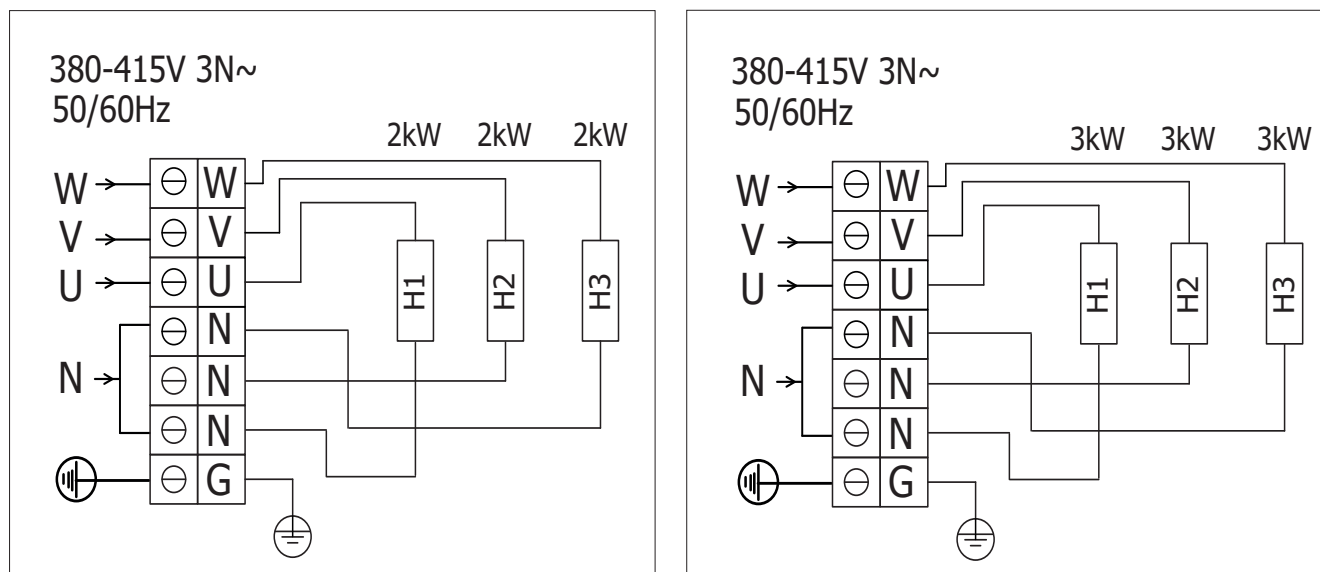 380-415V 3N~
50/60Hz
2kW 2kW 2kW
W W
V V
U U
H1 H2 H3
N
N N
N
G
380-415V 3N~
50/60Hz
3kW 3kW 3kW
W W
V V
U U
H1 H2 H3
N
N N
N
G